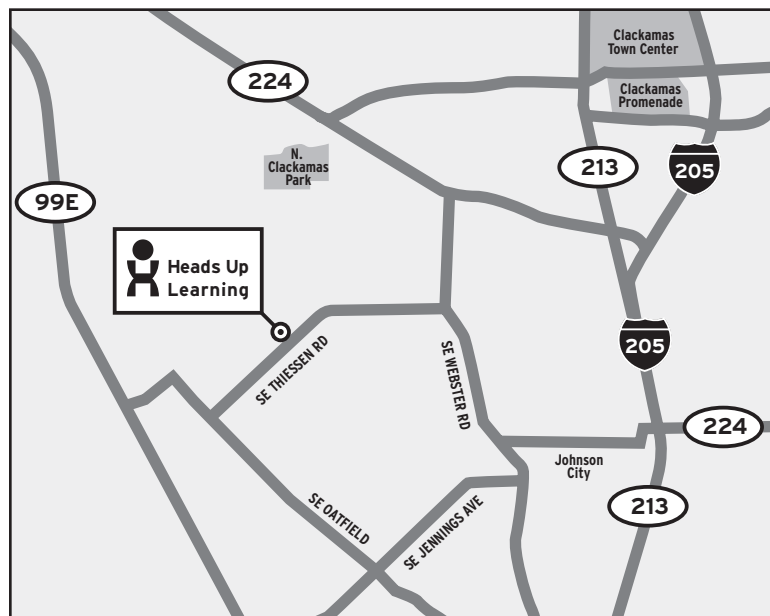 Clackamas
Town Center
224
Clackamas
Promenade
N.
Clackamas
Park
213
205
99E
Heads Up
Learning
205
SE THIESSEN RD
SE WEBSTER RD
224
Johnson
City
SE OATFIELD
SE JENNINGS AVE
213